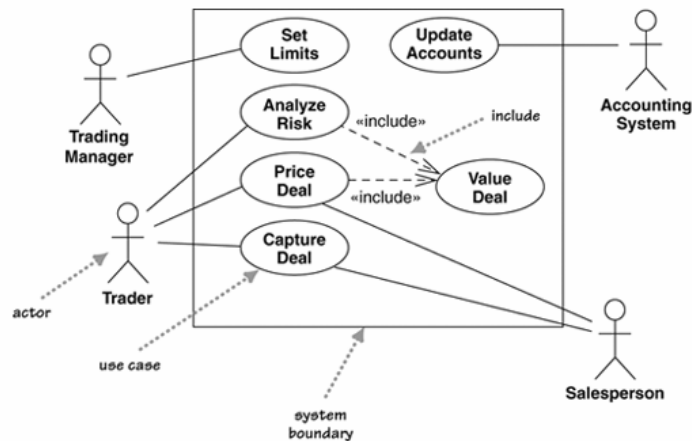 Set
Limits
Update
Accounts
Trading
Manager
Accounting
System
Analyze
Risk
«include»
include
Price
Deal
«include»
Value
Deal
Capture
Deal
Trader
actor
use case
system
boundary
Salesperson